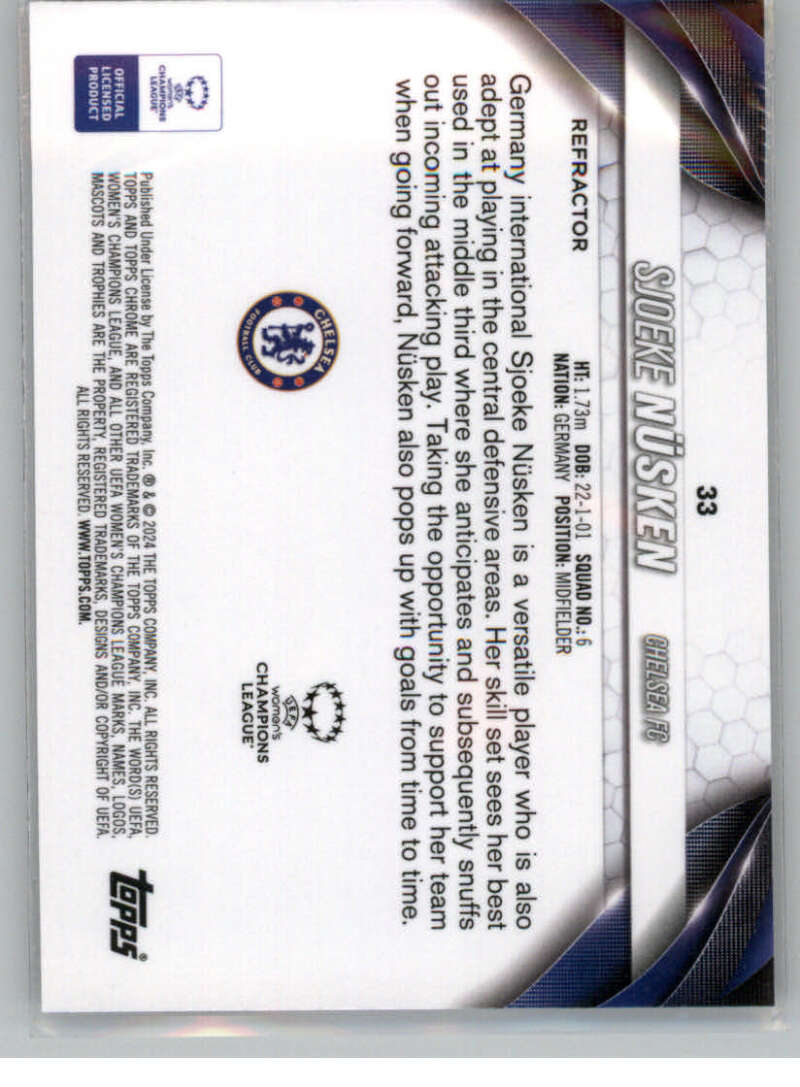 33
SJOEKE NÜSKEN CHELSEA FC
HT: 1.73m DOB: 22-1-01 SQUAD NO.: 6
NATION: GERMANY POSITION: MIDFIELDER
REFRACTOR
Germany international Sjoeke Nüsken is a versatile player who is also
adept at playing in the central defensive areas. Her skill set sees her best
used in the middle third where she anticipates and subsequently snuffs
out incoming attacking play. Taking the opportunity to support her team
when going forward, Nüsken also pops up with goals from time to time.
CHELSEA
FOOTBALL CLUB
UEFA
women's
CHAMPIONS
LEAGUE™
UEFA
women's
CHAMPIONS
LEAGUE™
OFFICIAL
LICENSED
PRODUCT
Published Under License by The Topps Company, Inc. ® & © 2024 THE TOPPS COMPANY, INC. ALL RIGHTS RESERVED.
TOPPS AND TOPPS CHROME ARE REGISTERED TRADEMARKS OF THE TOPPS COMPANY, INC. THE WORD(S) UEFA,
WOMEN'S CHAMPIONS LEAGUE, AND ALL OTHER UEFA WOMEN'S CHAMPIONS LEAGUE MARKS, NAMES, LOGOS,
MASCOTS AND TROPHIES ARE THE PROPERTY, REGISTERED TRADEMARKS, DESIGNS AND/OR COPYRIGHT OF UEFA.
ALL RIGHTS RESERVED. WWW.TOPPS.COM.
topps®